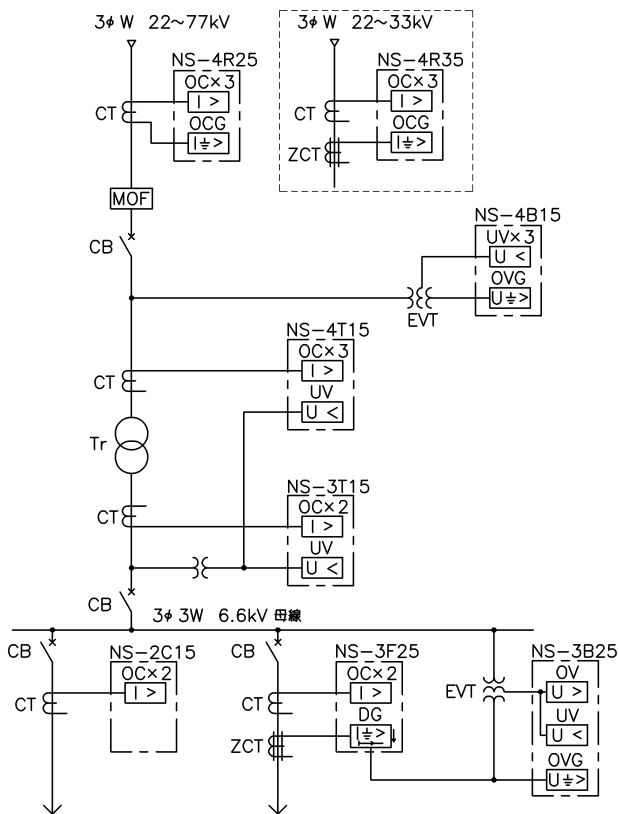 3φ W 22～77kV
NS-4R25
OC×3
I >
CT
OCG
I⏚>
MOF
CB
3φ W 22～33kV
NS-4R35
OC×3
I >
CT
OCG
I⏚>
ZCT
NS-4B15
UV×3
U <
OVG
U⏚>
EVT
NS-4T15
OC×3
I >
CT
UV
U <
Tr
NS-3T15
OC×2
I >
CT
UV
U <
CB
3φ 3W 6.6kV 母線
CB
NS-2C15
OC×2
I >
CT
CB
NS-3F25
OC×2
I >
CT
DG
I⏚>
ZCT
EVT
NS-3B25
OV
U >
UV
U <
OVG
U⏚>